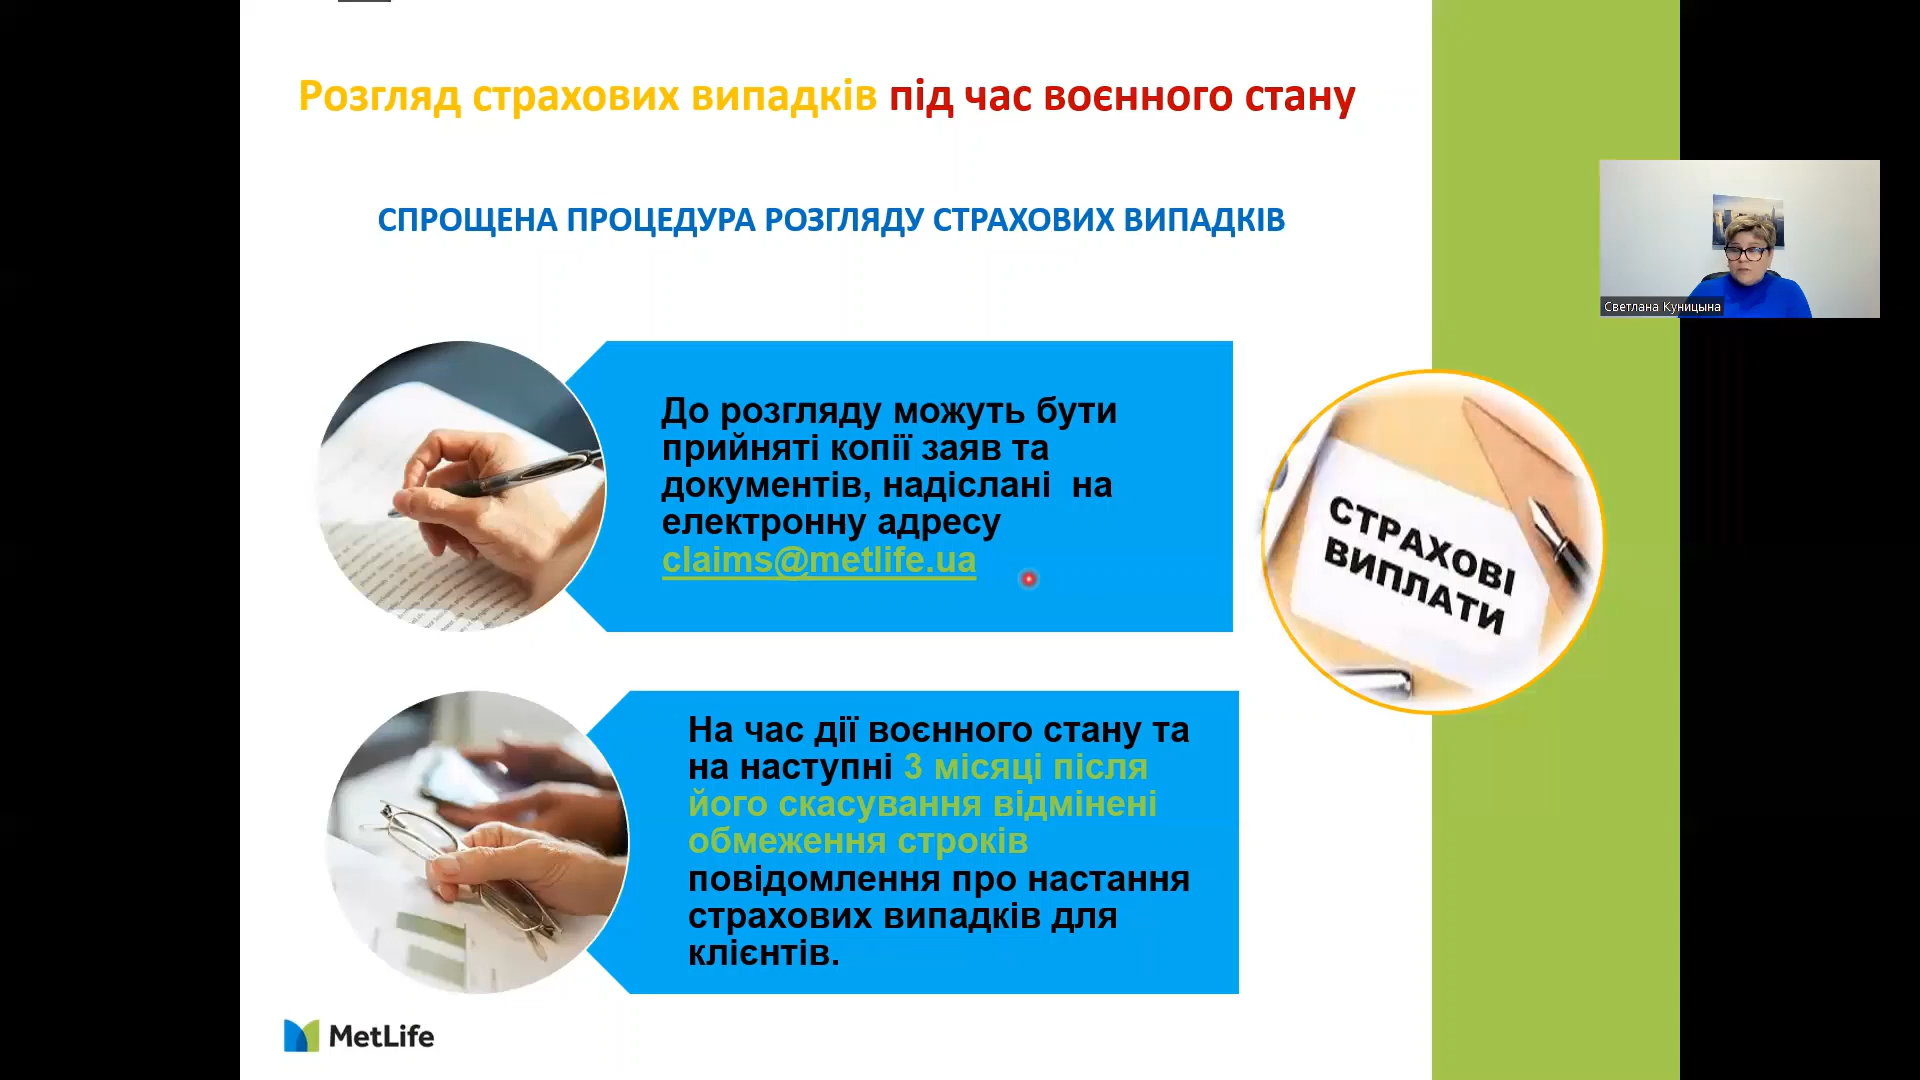 Розгляд страхових випадків під час воєнного стану
СПРОЩЕНА ПРОЦЕДУРА РОЗГЛЯДУ СТРАХОВИХ ВИПАДКІВ
Светлана Куницына
До розгляду можуть бути
прийняті копії заяв та
документів, надіслані на
електронну адресу
claims@metlife.ua
СТРАХОВІ
ВИПЛАТИ
На час дії воєнного стану та
на наступні 3 місяці після
його скасування відмінені
обмеження строків
повідомлення про настання
страхових випадків для
клієнтів.
MetLife